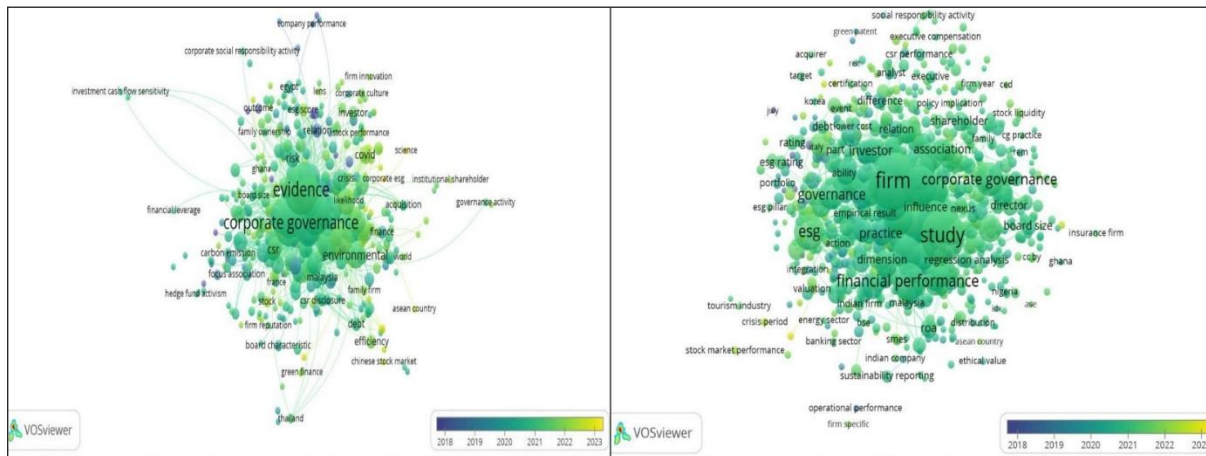 company performance
corporate social responsibility activity
firm innovation
egypt
lens
corporate culture
investment cash flow sensitivity
outcome
esg score
investor
relation
family ownership
stock performance
risk
covid
science
ghana
crisis
corporate esg
institutional shareholder
evidence
board size
likelihood
acquisition
governance activity
financial leverage
corporate governance
finance
carbon emission
csr
environmental
world
focus association
malaysia
hedge fund activism
france
family firm
stock
csr disclosure
asean country
firm reputation
debt
efficiency
board characteristic
chinese stock market
green finance
thailand
VOSviewer
2018 2019 2020 2021 2022 2023
social responsibility activity
green patent
executive compensation
acquirer
csr performance
target
analyst
executive
certification
firm year
ced
korea
difference
policy implication
event
stock liquidity
july
debt
lower cost
relation
shareholder
rating
italy
part
investor
association
family
cg practice
rem
esg rating
ability
firm
corporate governance
portfolio
governance
influence
nexus
director
esg pillar
empirical result
esg
practice
study
board size
insurance firm
action
dimension
regression analysis
cc by
ghana
integration
valuation
financial performance
nigeria
tourism industry
indian firm
malaysia
idx
ase
crisis period
energy sector
bse
roa
distribution
stock market performance
banking sector
smes
asean country
indian company
ethical value
sustainability reporting
operational performance
firm specific
VOSviewer
2018 2019 2020 2021 2022